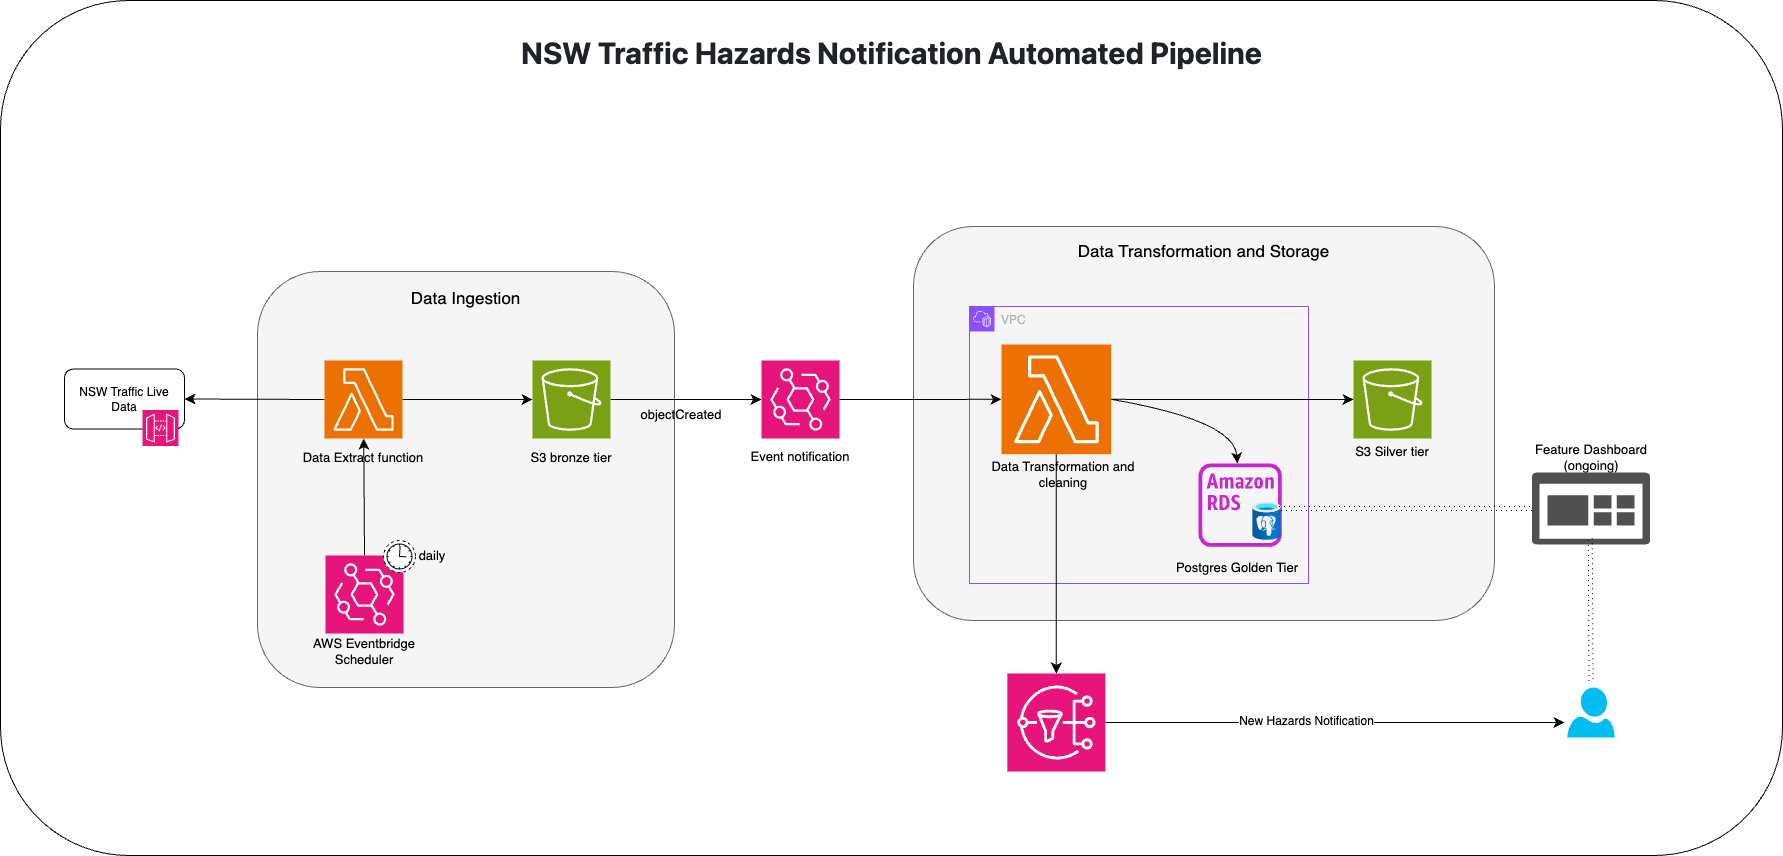 NSW Traffic Hazards Notification Automated Pipeline
Data Ingestion
NSW Traffic Live
Data
Data Extract function
S3 bronze tier
daily
AWS Eventbridge
Scheduler
objectCreated
Event notification
Data Transformation and Storage
VPC
Data Transformation and
cleaning
Amazon
RDS
Postgres Golden Tier
S3 Silver tier
Feature Dashboard
(ongoing)
New Hazards Notification